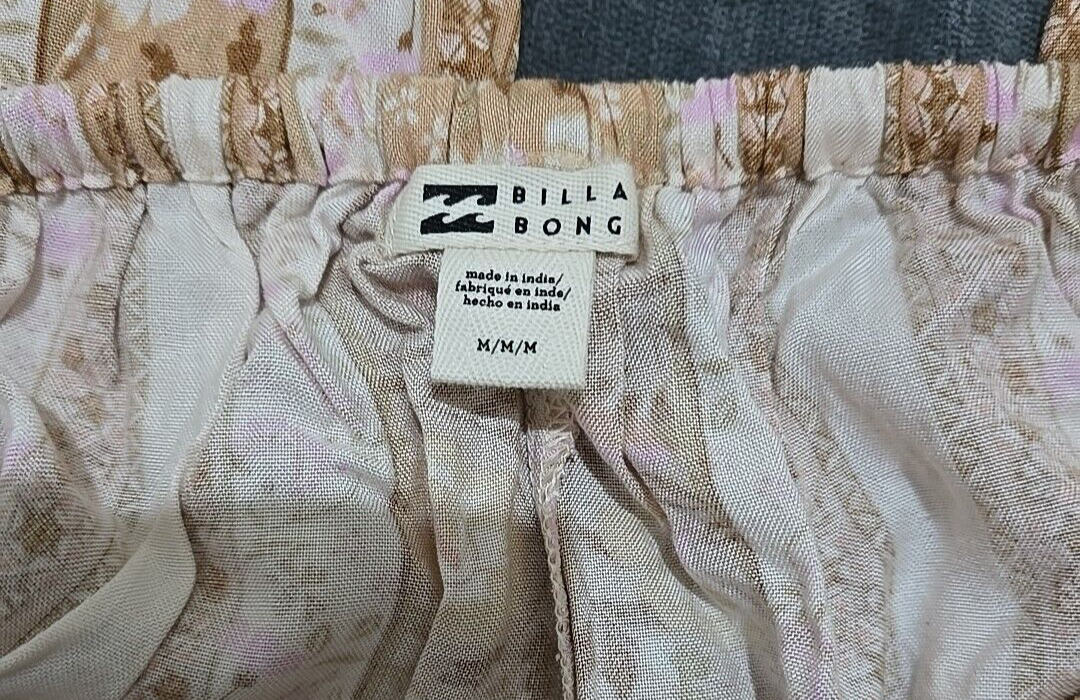 BILLA
BONG
made in india/
fabriqué en inde/
hecho en india
M/M/M